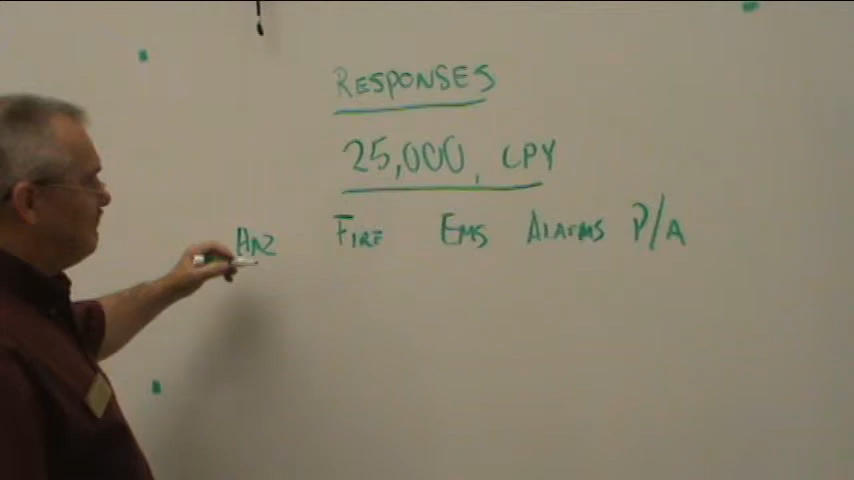 RESPONSES
25,000, CPY
HAZ FIRE EMS ALARMS P/A